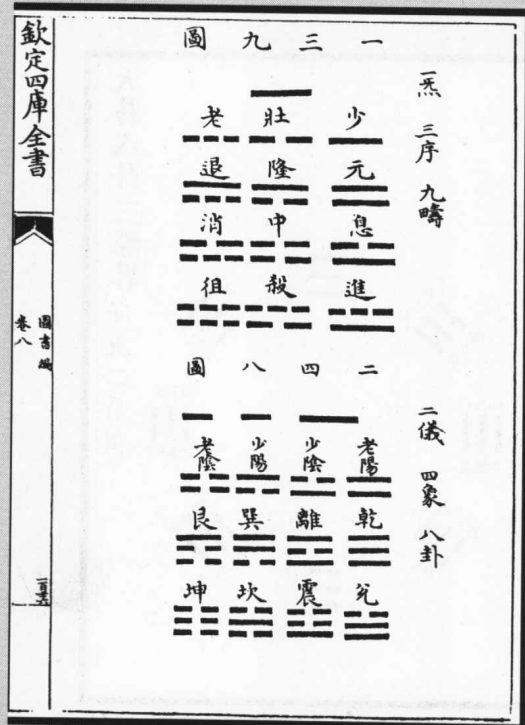 欽定四庫全書
圖書編
卷八
一三九圖
一炁 三序 九疇
少 壯 老
元 隆 退
息 中 消
進 殺 徂
二四八圖
二儀 四象 八卦
老陽 少陰 少陽 老陰
乾 離 巽 艮
兌 震 坎 坤